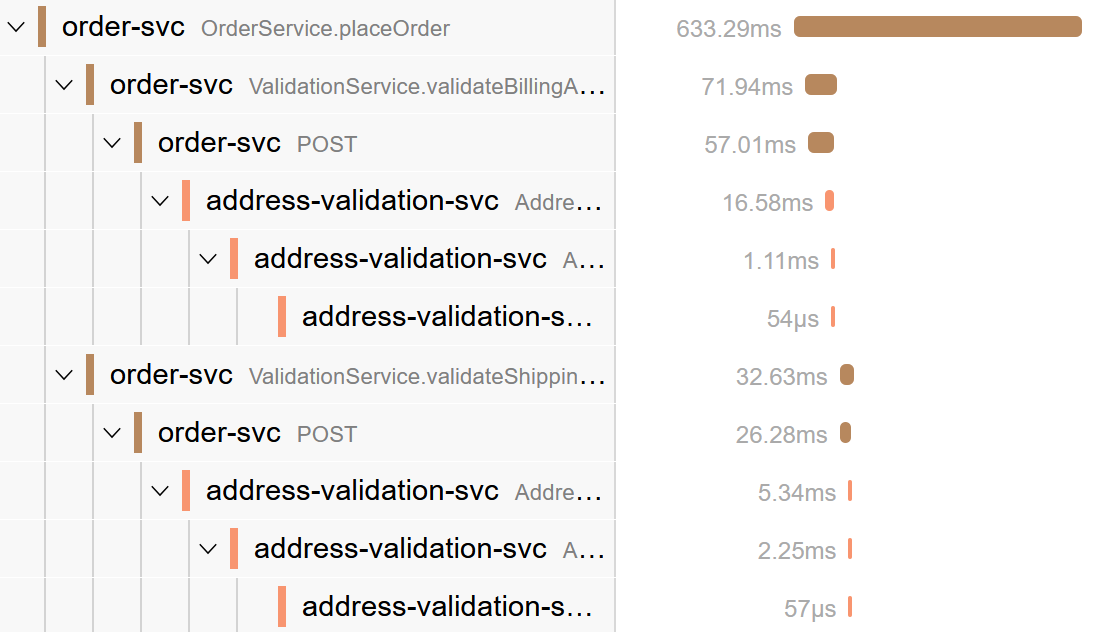 order-svc OrderService.placeOrder 633.29ms
order-svc ValidationService.validateBillingA... 71.94ms
order-svc POST 57.01ms
address-validation-svc Addre... 16.58ms
address-validation-svc A... 1.11ms
address-validation-s... 54µs
order-svc ValidationService.validateShippin... 32.63ms
order-svc POST 26.28ms
address-validation-svc Addre... 5.34ms
address-validation-svc A... 2.25ms
address-validation-s... 57µs